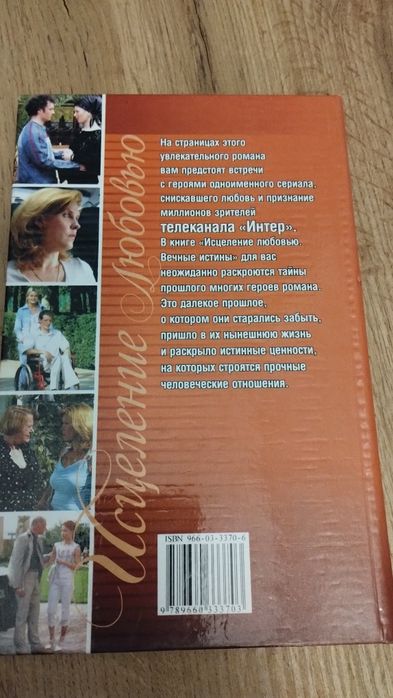 Исцеление Любовью
На страницах этого
увлекательного романа
вам предстоят встречи
с героями одноименного сериала,
снискавшего любовь и признание
миллионов зрителей
телеканала «Интер».
В книге «Исцеление любовью.
Вечные истины» для вас
неожиданно раскроются тайны
прошлого многих героев романа.
Это далекое прошлое,
о котором они старались забыть,
пришло в их нынешнюю жизнь
и раскрыло истинные ценности,
на которых строятся прочные
человеческие отношения.
ISBN 966-03-3370-6
9 789660 333703